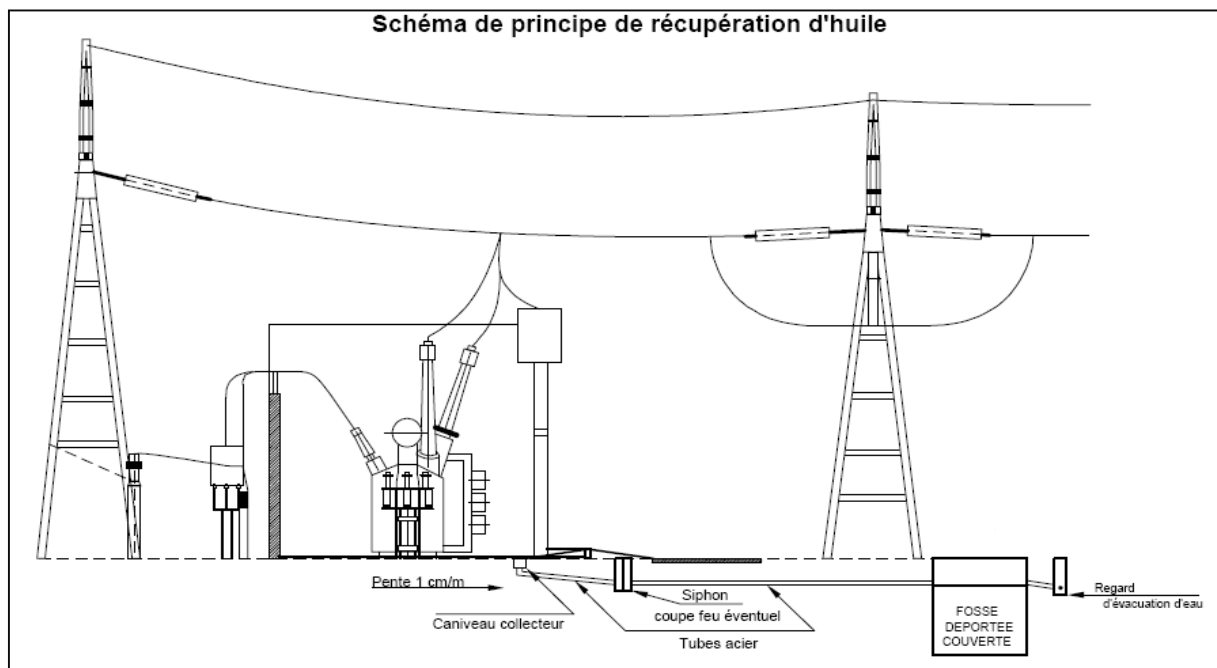 Schéma de principe de récupération d'huile
Pente 1 cm/m
Caniveau collecteur
Siphon
coupe feu éventuel
Tubes acier
FOSSE
DEPORTEE
COUVERTE
Regard
d'évacuation d'eau